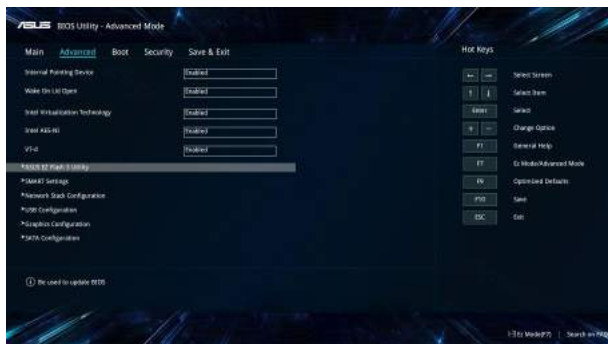 ASUS BIOS Utility - Advanced Mode
Main Advanced Boot Security Save & Exit
Hot Keys
Internal Pointing Device Enabled
Wake On Lid Open Enabled
Intel Virtualization Technology Enabled
Intel AES-NI Enabled
VT-d Enabled
ASUS EZ Flash 3 Utility
SMART Settings
Network Stack Configuration
USB Configuration
Graphics Configuration
SATA Configuration
← → Select Screen
↑ ↓ Select Item
Enter Select
+ − Change Option
F1 General Help
F7 Ez Mode/Advanced Mode
F9 Optimized Defaults
F10 Save
ESC Exit
Be used to update BIOS
Ez Mode(F7) | Search on FAQ